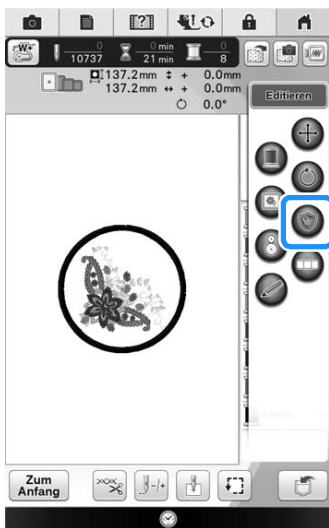 W+
0
10737
0 min
21 min
0
8
137.2mm + 0.0mm
137.2mm + 0.0mm
0.0°
Editieren
Zum
Anfang